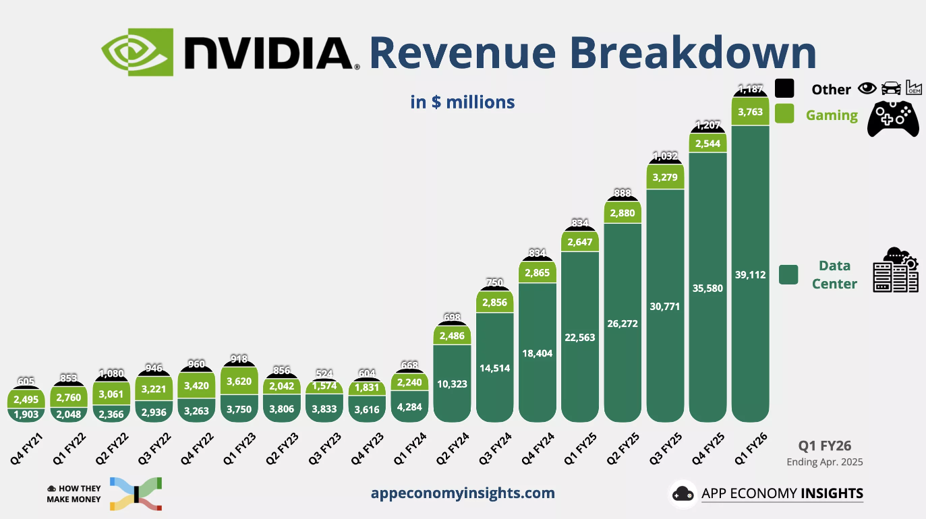 NVIDIA. Revenue Breakdown
in $ millions
Other
OEM
Gaming
Data
Center
605
2,495
1,903
853
2,760
2,048
1,080
3,061
2,366
946
3,221
2,936
960
3,420
3,263
918
3,620
3,750
856
2,042
3,806
524
1,574
3,833
604
1,831
3,616
668
2,240
4,284
698
2,486
10,323
750
2,856
14,514
834
2,865
18,404
834
2,647
22,563
888
2,880
26,272
1,032
3,279
30,771
1,207
2,544
35,580
1,187
3,763
39,112
Q4 FY21
Q1 FY22
Q2 FY22
Q3 FY22
Q4 FY22
Q1 FY23
Q2 FY23
Q3 FY23
Q4 FY23
Q1 FY24
Q2 FY24
Q3 FY24
Q4 FY24
Q1 FY25
Q2 FY25
Q3 FY25
Q4 FY25
Q1 FY26
Q1 FY26
Ending Apr. 2025
HOW THEY
MAKE MONEY
appeconomyinsights.com
APP ECONOMY INSIGHTS